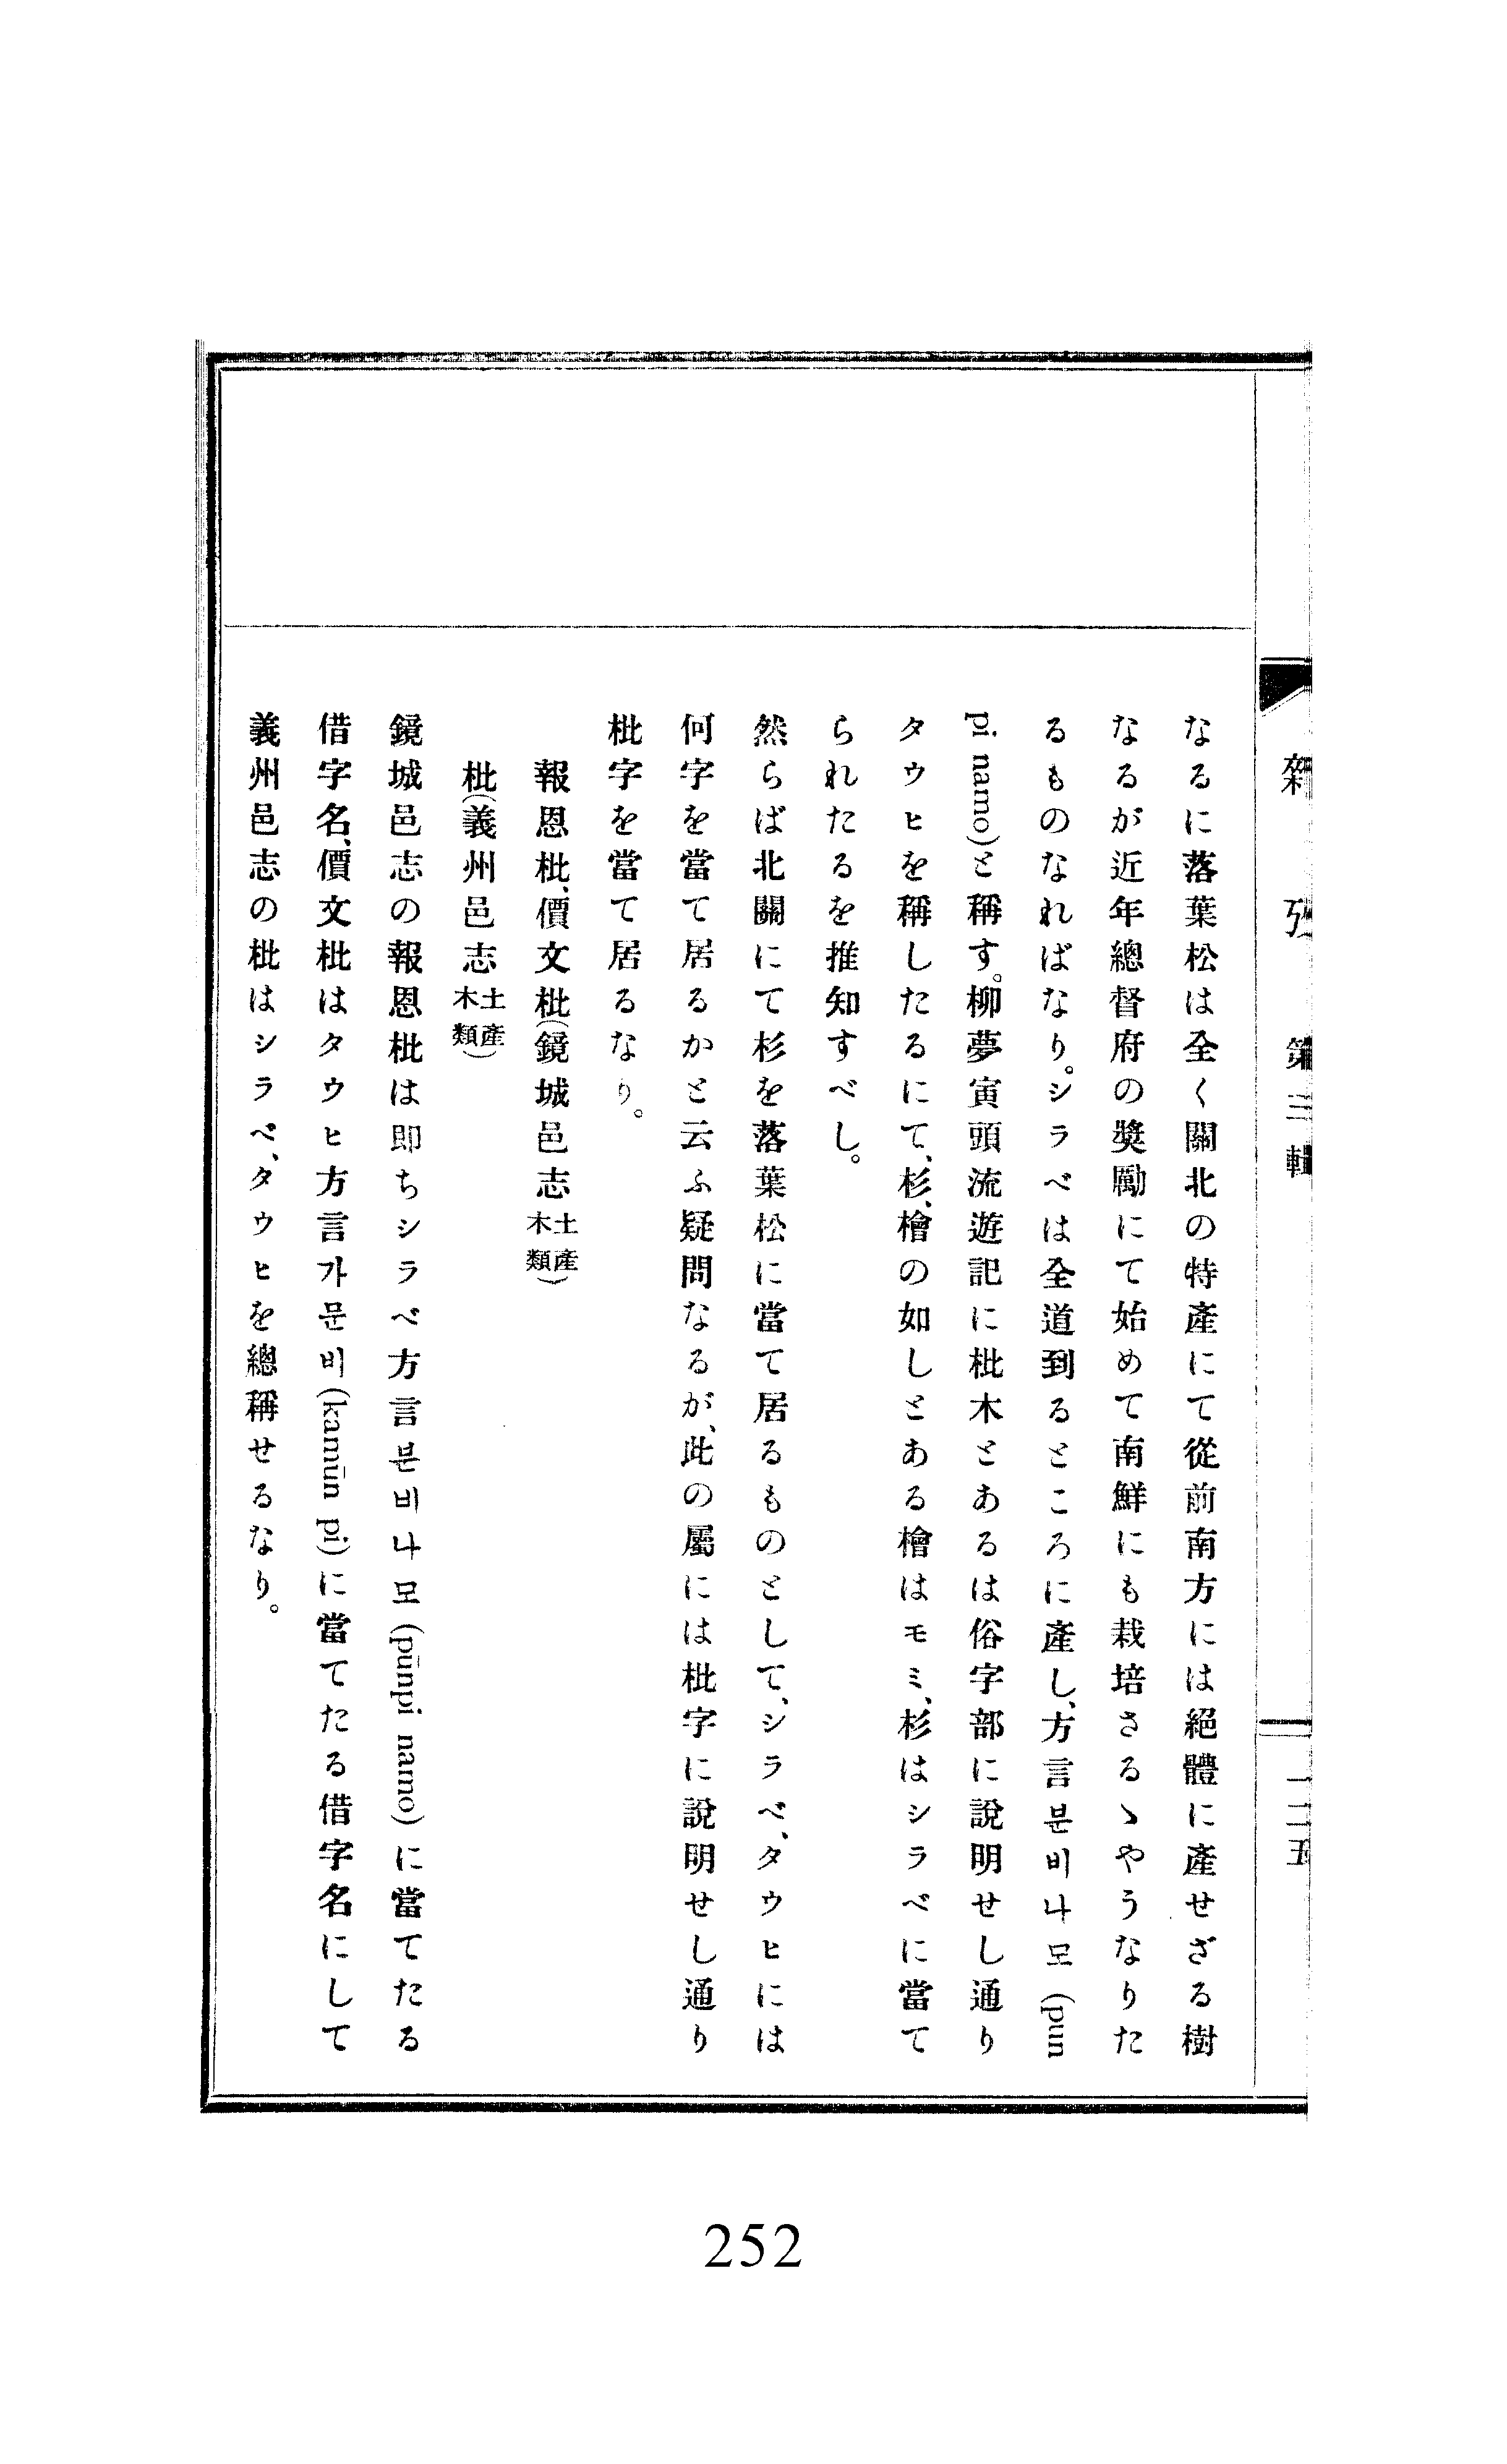 雜攷 第三輯
一二五
なるに落葉松は全く關北の特產にて從前南方には絕體に產せざる樹
なるが近年總督府の奬勵にて始めて南鮮にも栽培さるゝやうなりた
るものなればなり。シラベは全道到るところに產し、方言분비나모(pun
pi namo)と稱す。柳夢寅頭流遊記に枇木とあるは俗字部に說明せし通り
タウヒを稱したるにて、杉、檜の如しとある檜はモミ、杉はシラベに當て
られたるを推知すべし。
然らば北關にて杉を落葉松に當て居るものとして、シラベ、タウヒには
何字を當て居るかと云ふ疑問なるが、此の屬には枇字に說明せし通り
枇字を當て居るなり。
報恩枇、價文枇(鏡城邑志土產木類)
枇(義州邑志土產木類)
鏡城邑志の報恩枇は卽ちシラベ方言분비나모(pūnpi namo)に當てたる
借字名、價文枇はタウヒ方言가문비(kamūn pi)に當てたる借字名にして
義州邑志の枇はシラベ、タウヒを總稱せるなり。
252